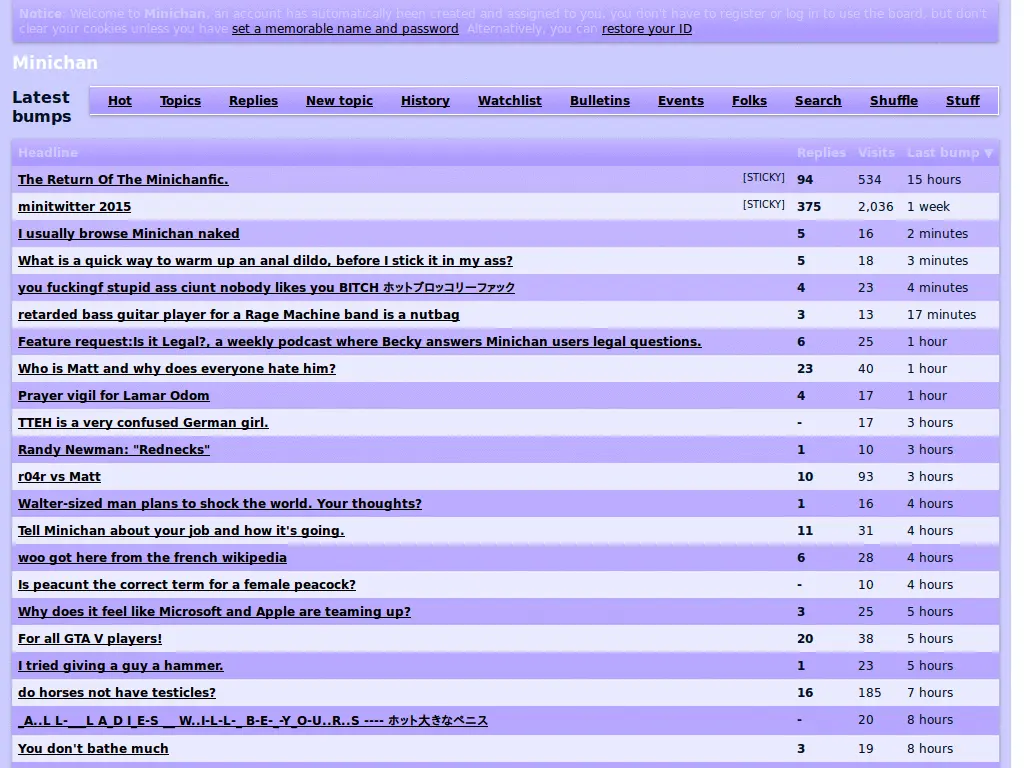 Notice: Welcome to Minichan. an account has automatically been created and assigned to you, you don't have to register or log in to use the board, but don't
clear your cookies unless you have set a memorable name and password. Alternatively, you can restore your ID
Minichan
Latest bumps
Hot Topics Replies New topic History Watchlist Bulletins Events Folks Search Shuffle Stuff
Headline Replies Visits Last bump ▼
The Return Of The Minichanfic. [STICKY] 94 534 15 hours
minitwitter 2015 [STICKY] 375 2,036 1 week
I usually browse Minichan naked 5 16 2 minutes
What is a quick way to warm up an anal dildo, before I stick it in my ass? 5 18 3 minutes
you fuckingf stupid ass ciunt nobody likes you BITCH ホットブロッコリーファック 4 23 4 minutes
retarded bass guitar player for a Rage Machine band is a nutbag 3 13 17 minutes
Feature request:Is it Legal?, a weekly podcast where Becky answers Minichan users legal questions. 6 25 1 hour
Who is Matt and why does everyone hate him? 23 40 1 hour
Prayer vigil for Lamar Odom 4 17 1 hour
TTEH is a very confused German girl. - 17 3 hours
Randy Newman: "Rednecks" 1 10 3 hours
r04r vs Matt 10 93 3 hours
Walter-sized man plans to shock the world. Your thoughts? 1 16 4 hours
Tell Minichan about your job and how it's going. 11 31 4 hours
woo got here from the french wikipedia 6 28 4 hours
Is peacunt the correct term for a female peacock? - 10 4 hours
Why does it feel like Microsoft and Apple are teaming up? 3 25 5 hours
For all GTA V players! 20 38 5 hours
I tried giving a guy a hammer. 1 23 5 hours
do horses not have testicles? 16 185 7 hours
_A..L L-___L A_D I_E-S __ W..I-L-L-_ B-E-_-Y_O-U..R..S ---- ホット大きなペニス - 20 8 hours
You don't bathe much 3 19 8 hours